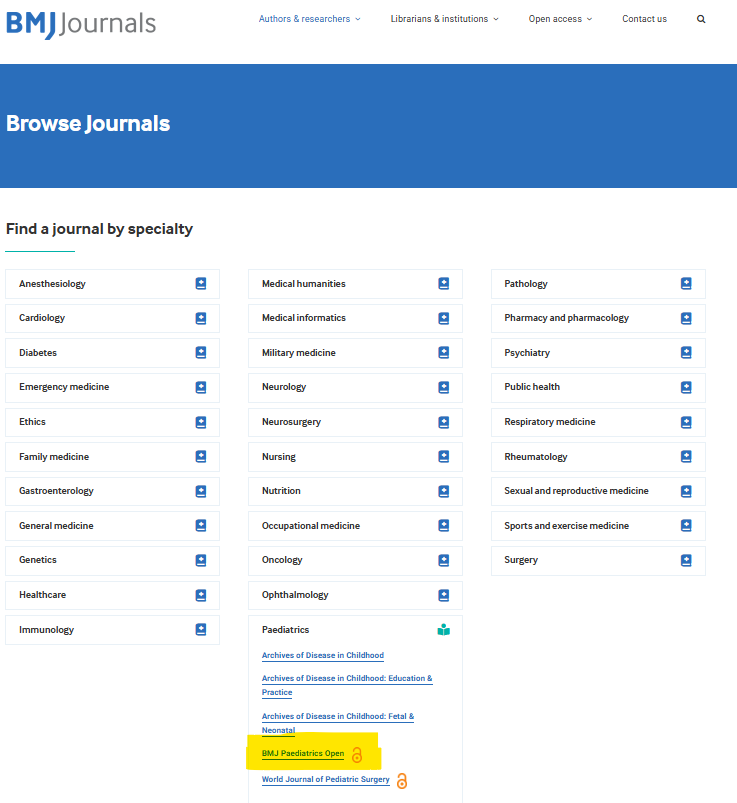 BMJ Journals
Authors & researchers
Librarians & institutions
Open access
Contact us
Browse Journals
Find a journal by specialty
Anesthesiology
Cardiology
Diabetes
Emergency medicine
Ethics
Family medicine
Gastroenterology
General medicine
Genetics
Healthcare
Immunology
Medical humanities
Medical informatics
Military medicine
Neurology
Neurosurgery
Nursing
Nutrition
Occupational medicine
Oncology
Ophthalmology
Paediatrics
Archives of Disease in Childhood
Archives of Disease in Childhood: Education &
Practice
Archives of Disease in Childhood: Fetal &
Neonatal
BMJ Paediatrics Open
World Journal of Pediatric Surgery
Pathology
Pharmacy and pharmacology
Psychiatry
Public health
Respiratory medicine
Rheumatology
Sexual and reproductive medicine
Sports and exercise medicine
Surgery